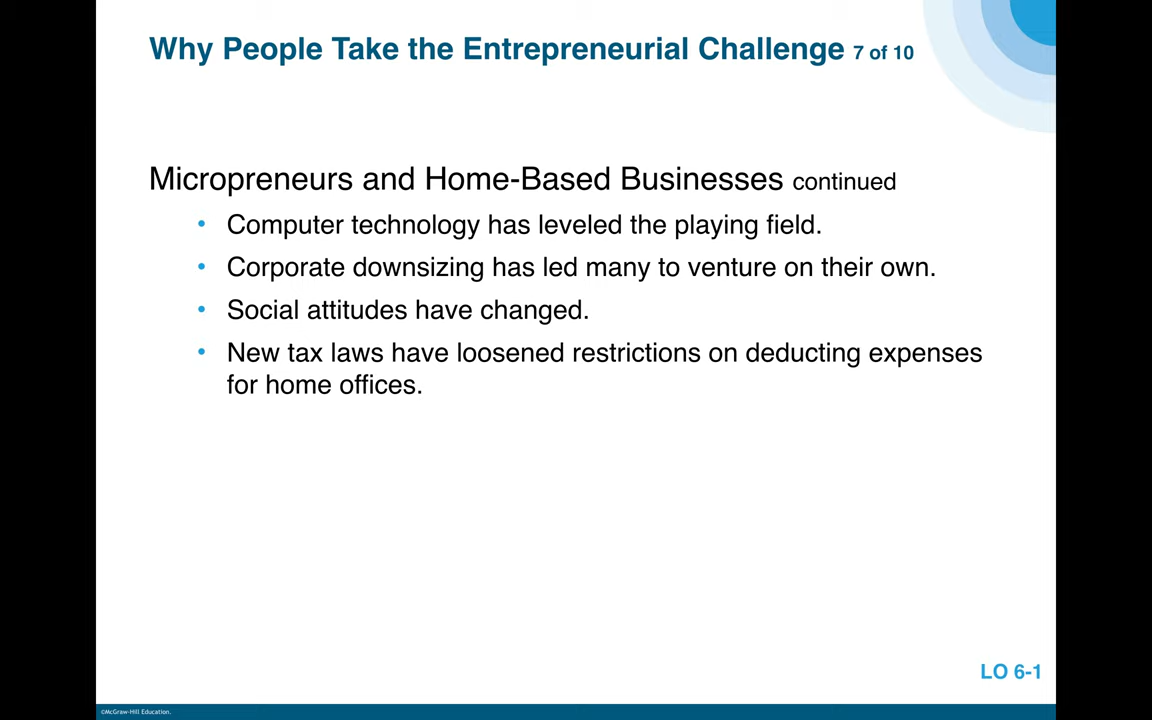 Why People Take the Entrepreneurial Challenge 7 of 10
Micropreneurs and Home-Based Businesses continued
• Computer technology has leveled the playing field.
• Corporate downsizing has led many to venture on their own.
• Social attitudes have changed.
• New tax laws have loosened restrictions on deducting expenses
for home offices.
LO 6-1
©McGraw-Hill Education.